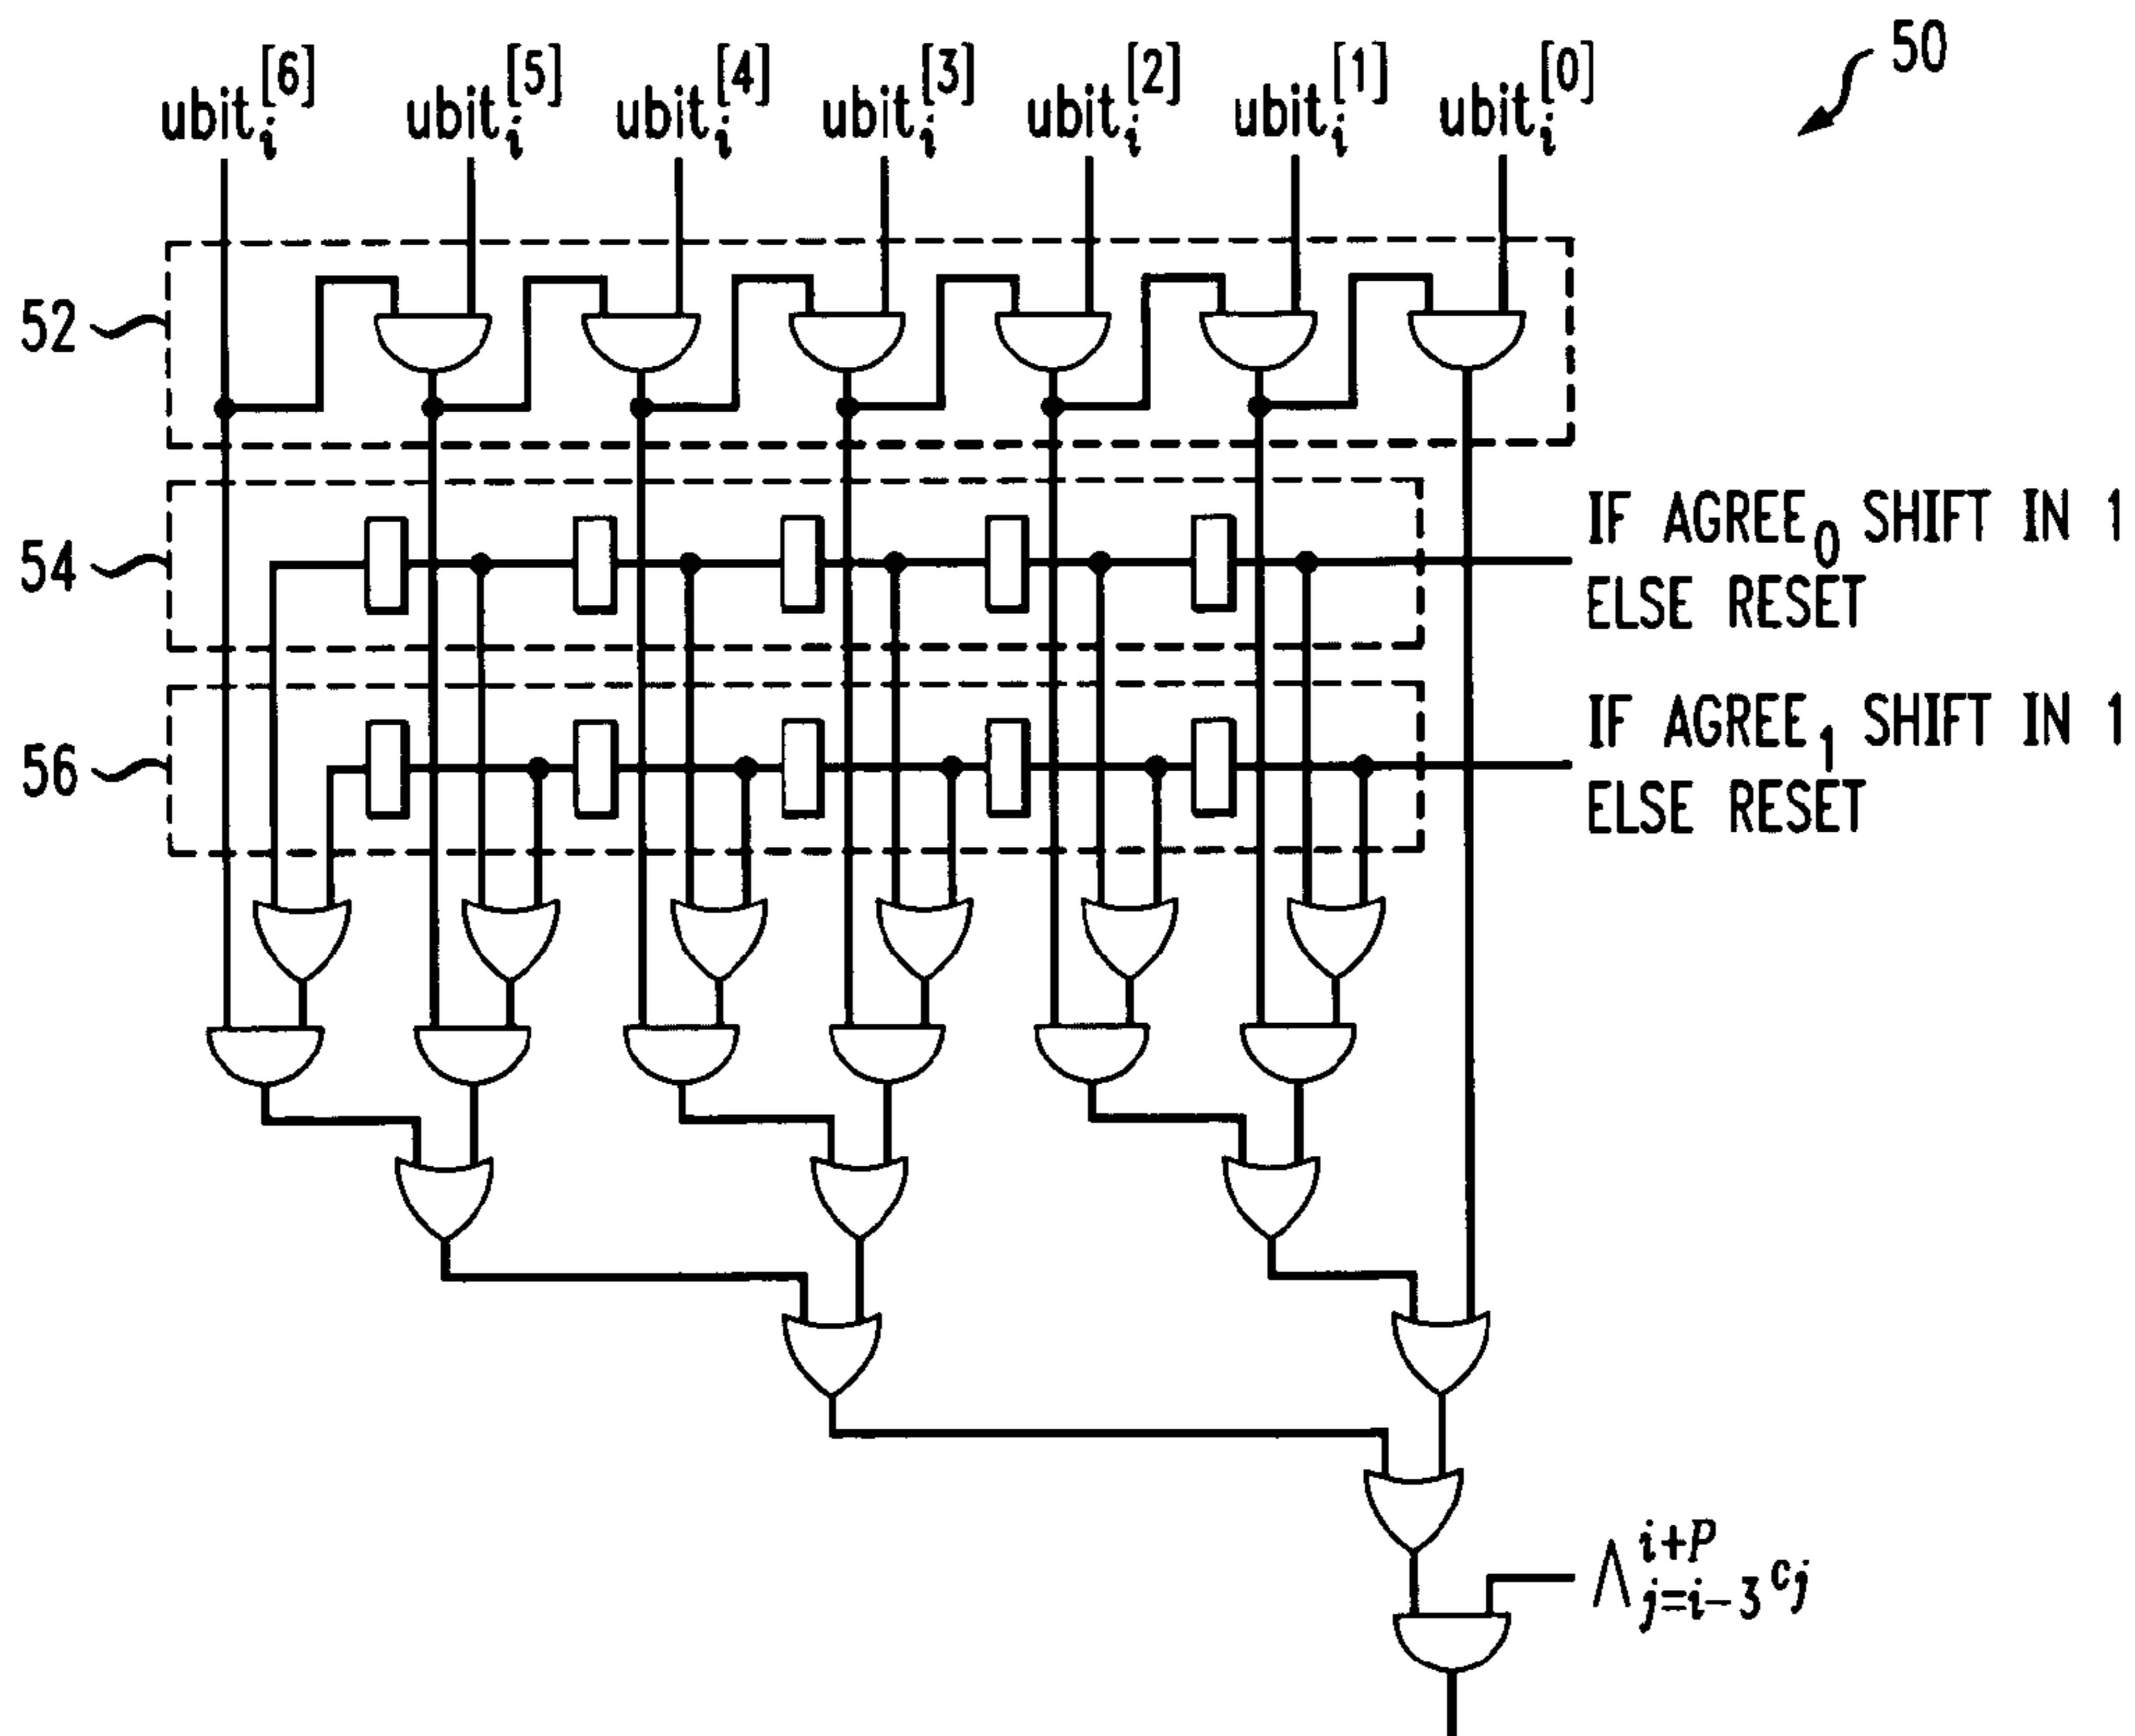 50
ubit_i^[6] ubit_i^[5] ubit_i^[4] ubit_i^[3] ubit_i^[2] ubit_i^[1] ubit_i^[0]
52
54
IF AGREE_0 SHIFT IN 1
ELSE RESET
56
IF AGREE_1 SHIFT IN 1
ELSE RESET
Λ_{j=i-3}^{i+P} c_j